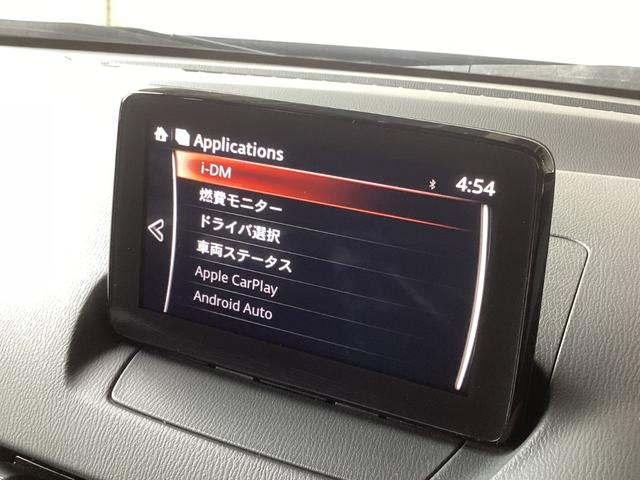 Applications
4:54
i-DM
燃費モニター
ドライバ選択
車両ステータス
Apple CarPlay
Android Auto